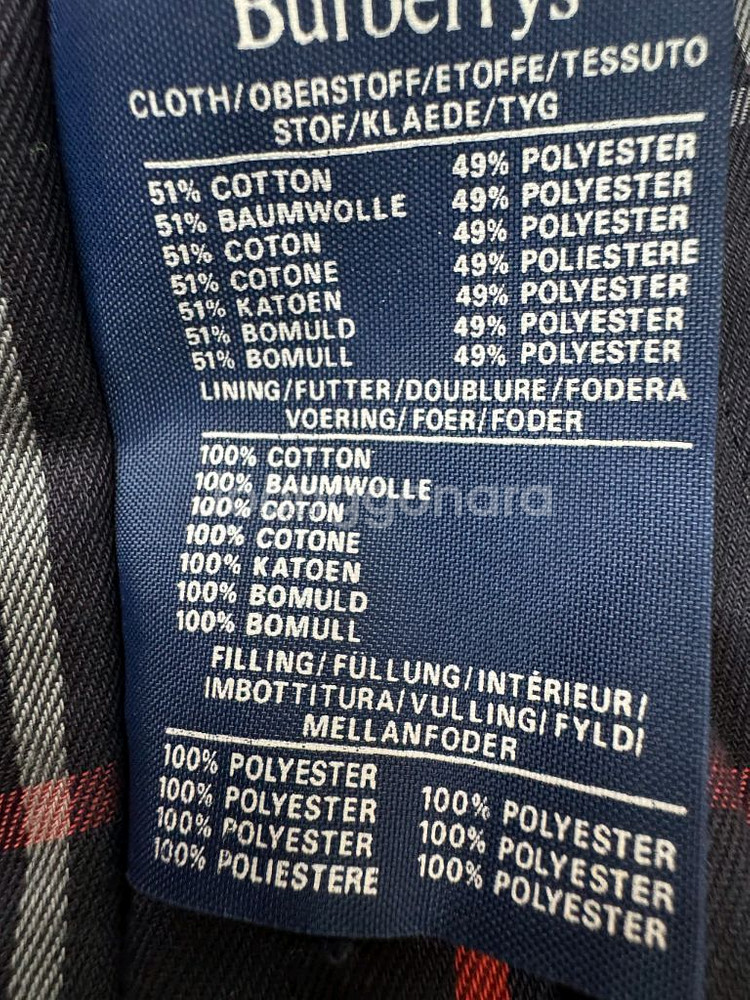 Burberrys
CLOTH/OBERSTOFF/ETOFFE/TESSUTO
STOF/KLAEDE/TYG
51% COTTON 49% POLYESTER
51% BAUMWOLLE 49% POLYESTER
51% COTON 49% POLYESTER
51% COTONE 49% POLIESTERE
51% KATOEN 49% POLYESTER
51% BOMULD 49% POLYESTER
51% BOMULL 49% POLYESTER
LINING/FUTTER/DOUBLURE/FODERA
VOERING/FOER/FODER
100% COTTON
100% BAUMWOLLE
100% COTON
100% COTONE
100% KATOEN
100% BOMULD
100% BOMULL
FILLING/FÜLLUNG/INTÉRIEUR/
IMBOTTITURA/VULLING/FYLD/
MELLANFODER
100% POLYESTER
100% POLYESTER 100% POLYESTER
100% POLYESTER 100% POLYESTER
100% POLIESTERE 100% POLYESTER